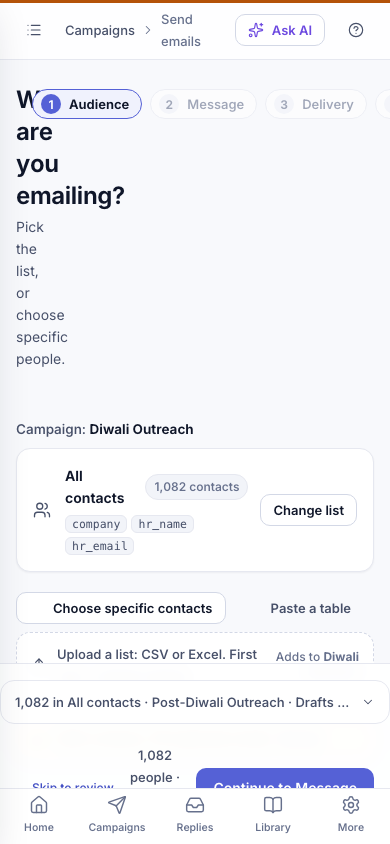 Campaigns > Send emails
Ask AI
1 Audience
2 Message
3 Delivery
are
you
emailing?
Pick
the
list,
or
choose
specific
people.
Campaign: Diwali Outreach
All contacts
1,082 contacts
company hr_name
hr_email
Change list
Choose specific contacts
Paste a table
Upload a list: CSV or Excel. First
Adds to Diwali
1,082 in All contacts · Post-Diwali Outreach · Drafts ...
1,082
people ·
Skip to review
Continue to Message
Home
Campaigns
Replies
Library
More